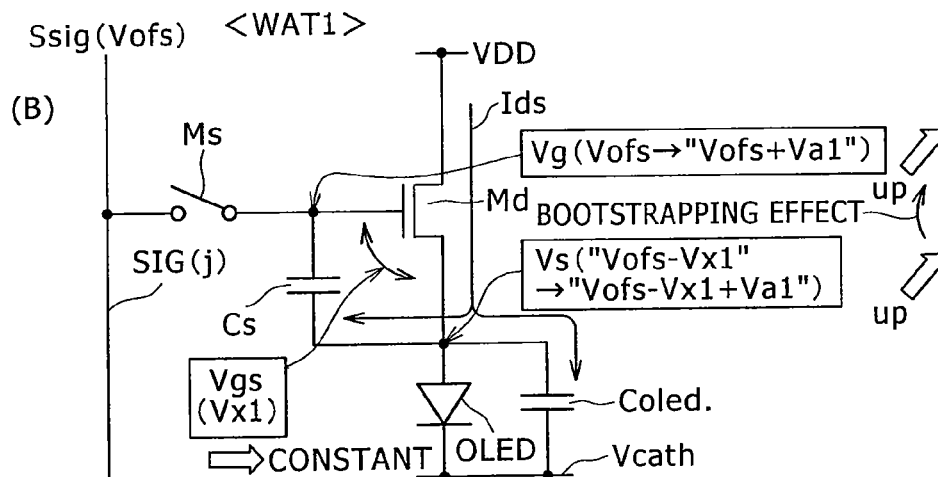 Ssig(Vofs)
<WAT1>
VDD
(B)
Ids
Ms
Vg(Vofs→"Vofs+Va1")
up
Md
BOOTSTRAPPING EFFECT
SIG(j)
Vs("Vofs-Vx1"
→"Vofs-Vx1+Va1")
up
Cs
Vgs
(Vx1)
Coled.
OLED
CONSTANT
Vcath